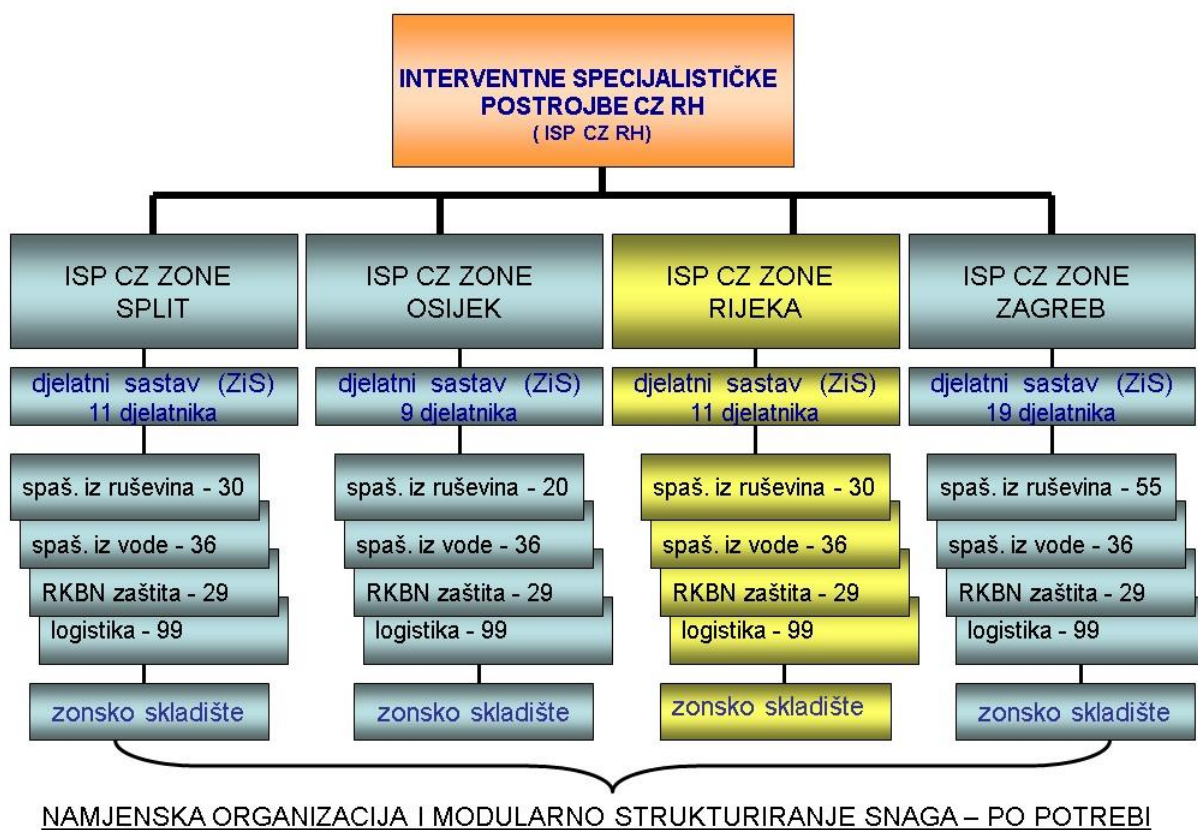 INTERVENTNE SPECIJALISTIČKE
POSTROJBE CZ RH
( ISP CZ RH)
ISP CZ ZONE
SPLIT
djelatni sastav (ZiS)
11 djelatnika
spaš. iz ruševina - 30
spaš. iz vode - 36
RKBN zaštita - 29
logistika - 99
zonsko skladište
ISP CZ ZONE
OSIJEK
djelatni sastav (ZiS)
9 djelatnika
spaš. iz ruševina - 20
spaš. iz vode - 36
RKBN zaštita - 29
logistika - 99
zonsko skladište
ISP CZ ZONE
RIJEKA
djelatni sastav (ZiS)
11 djelatnika
spaš. iz ruševina - 30
spaš. iz vode - 36
RKBN zaštita - 29
logistika - 99
zonsko skladište
ISP CZ ZONE
ZAGREB
djelatni sastav (ZiS)
19 djelatnika
spaš. iz ruševina - 55
spaš. iz vode - 36
RKBN zaštita - 29
logistika - 99
zonsko skladište
NAMJENSKA ORGANIZACIJA I MODULARNO STRUKTURIRANJE SNAGA – PO POTREBI